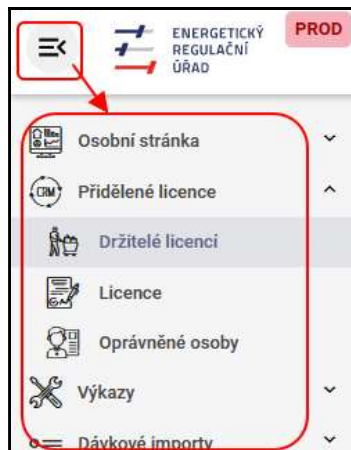 ENERGETICKÝ
REGULAČNÍ
ÚŘAD
PROD
Osobní stránka
CRM
Přidělené licence
Držitelé licencí
Licence
Oprávněné osoby
Výkazy
Dávkové importy